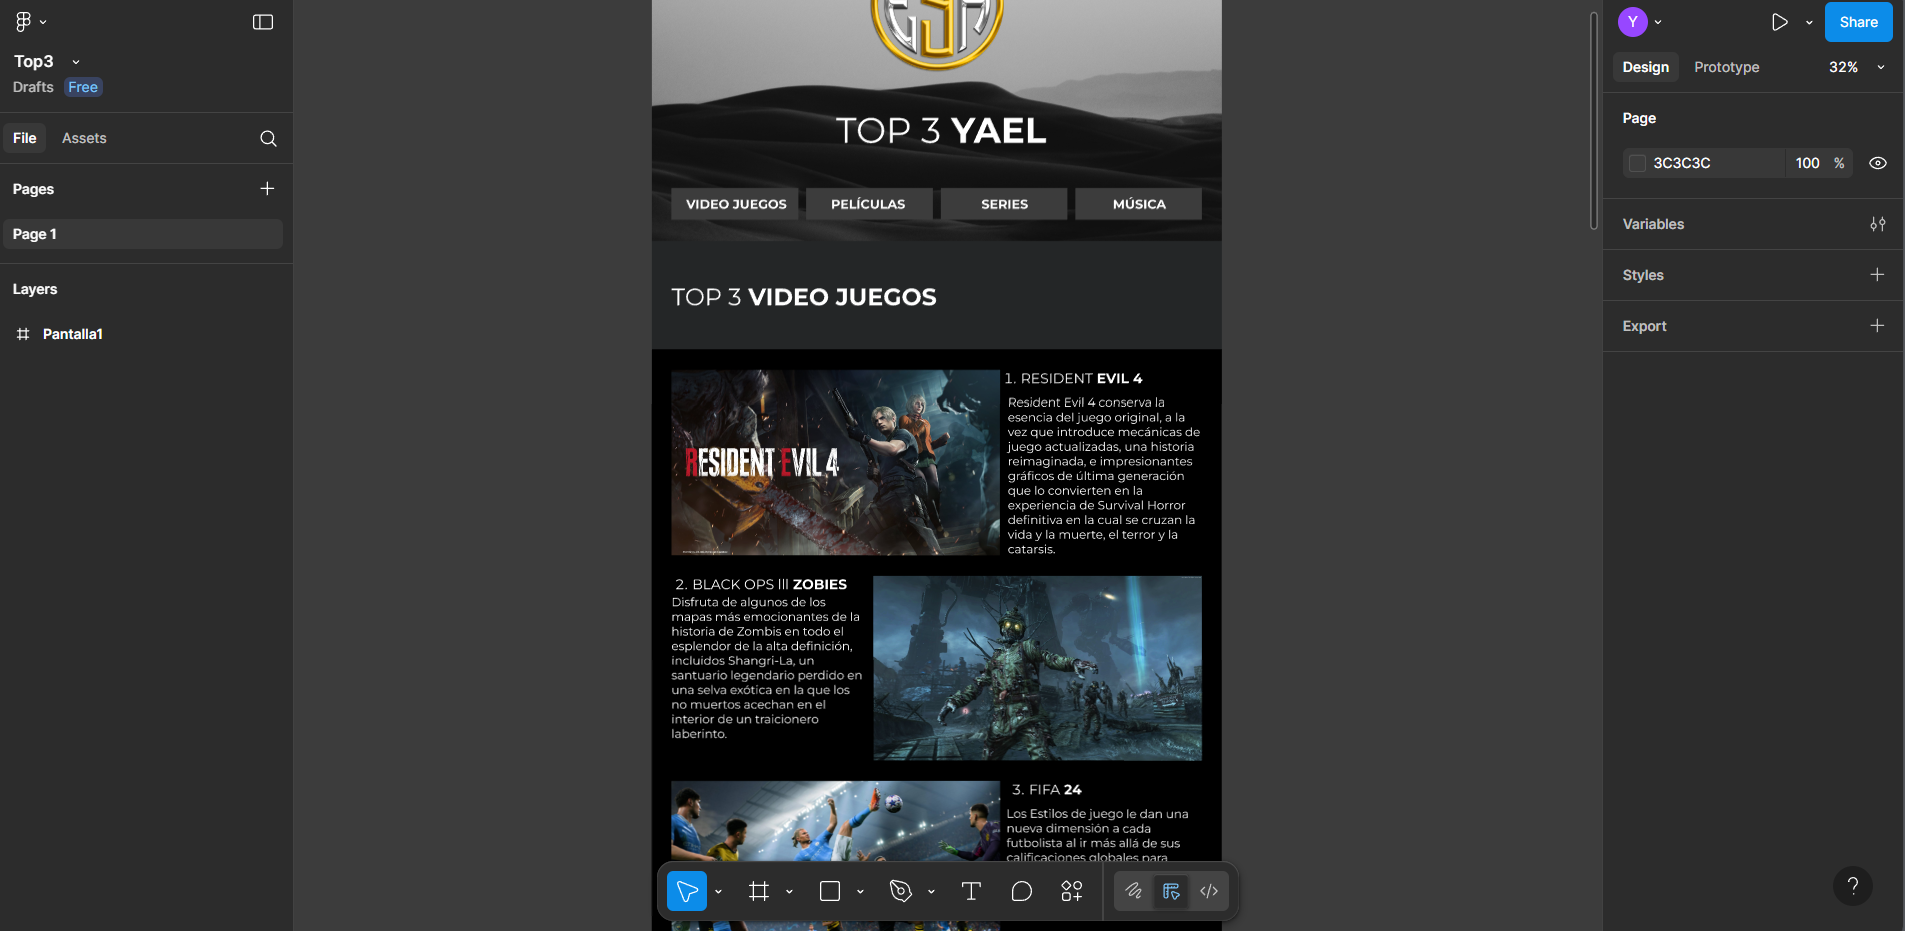 Top3
Drafts Free
File Assets
Pages
Page 1
Layers
Pantalla1
TOP 3 YAEL
VIDEO JUEGOS PELÍCULAS SERIES MÚSICA
TOP 3 VIDEO JUEGOS
RESIDENT EVIL 4
1. RESIDENT EVIL 4
Resident Evil 4 conserva la
esencia del juego original, a la
vez que introduce mecánicas de
juego actualizadas, una historia
reimaginada, e impresionantes
gráficos de última generación
que lo convierten en la
experiencia de Survival Horror
definitiva en la cual se cruzan la
vida y la muerte, el terror y la
catarsis.
2. BLACK OPS lll ZOBIES
Disfruta de algunos de los
mapas más emocionantes de la
historia de Zombis en todo el
esplendor de la alta definición,
incluidos Shangri-La, un
santuario legendario perdido en
una selva exótica en la que los
no muertos acechan en el
interior de un traicionero
laberinto.
3. FIFA 24
Los Estilos de juego le dan una
nueva dimensión a cada
futbolista al ir más allá de sus
calificaciones globales para
Y
Share
Design Prototype 32%
Page
3C3C3C 100 %
Variables
Styles
Export
?